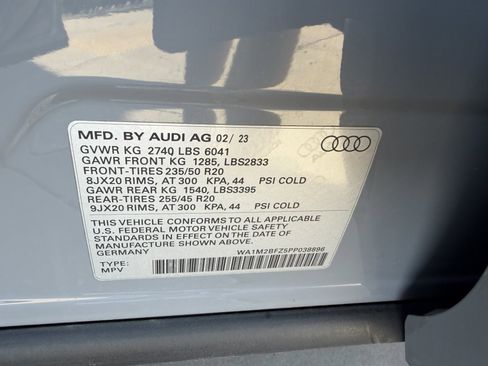 MFD. BY AUDI AG 02/ 23
GVWR KG 2740 LBS 6041
GAWR FRONT KG 1285, LBS2833
FRONT-TIRES 235/50 R20
8JX20 RIMS, AT 300 KPA, 44 PSI COLD
GAWR REAR KG 1540, LBS3395
REAR-TIRES 255/45 R20
9JX20 RIMS, AT 300 KPA, 44 PSI COLD
THIS VEHICLE CONFORMS TO ALL APPLICABLE
U.S. FEDERAL MOTOR VEHICLE SAFETY
STANDARDS IN EFFECT ON THE DATE OF
MANUFACTURE SHOWN ABOVE.
GERMANY
WA1M2BFZ5PP038896
TYPE:
MPV